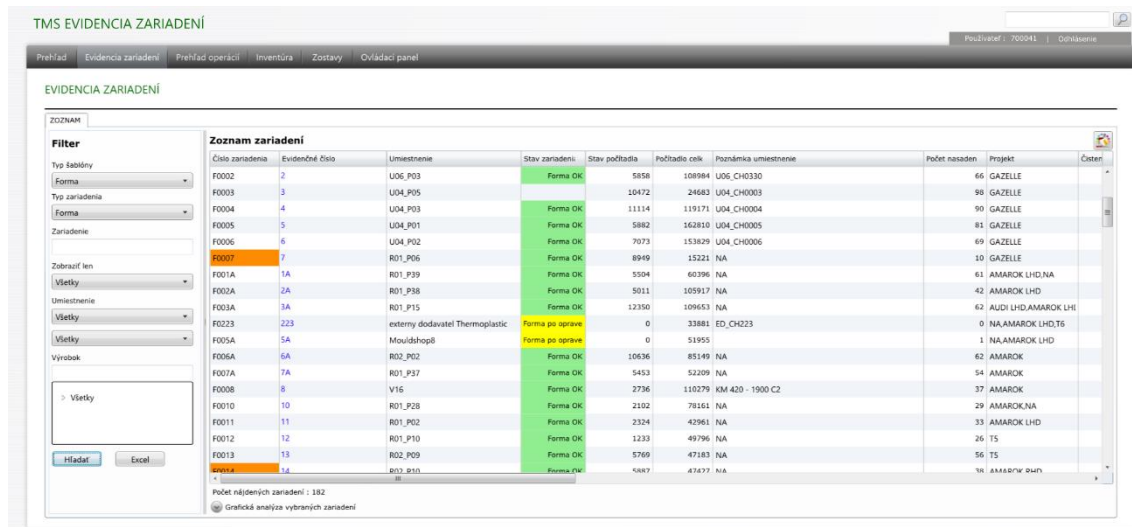 TMS EVIDENCIA ZARIADENÍ
Používateľ: 700041 | Odhlásenie
Prehľad Evidencia zariadení Prehľad operácií Inventúra Zostavy Ovládací panel
EVIDENCIA ZARIADENÍ
ZOZNAM
Filter
Typ šablóny
Forma
Typ zariadenia
Forma
Zariadenie
Zobraziť len
Všetky
Umiestnenie
Všetky
Všetky
Výrobok
Všetky
Hľadať Excel
Zoznam zariadení
Číslo zariadenia Evidenčné číslo Umiestnenie Stav zariadenia Stav počítadla Počítadlo celk Poznámka umiestnenie Počet nasaden Projekt Čisten
F0002 2 U06_P03 Forma OK 5858 108984 U06_CH0330 66 GAZELLE
F0003 3 U04_P05 10472 24683 U04_CH0003 98 GAZELLE
F0004 4 U04_P03 Forma OK 11114 119171 U04_CH0004 90 GAZELLE
F0005 5 U04_P01 Forma OK 5882 162810 U04_CH0005 81 GAZELLE
F0006 6 U04_P02 Forma OK 7073 153829 U04_CH0006 69 GAZELLE
F0007 7 R01_P06 Forma OK 8949 15221 NA 10 GAZELLE
F001A 1A R01_P39 Forma OK 5504 60396 NA 61 AMAROK LHD,NA
F002A 2A R01_P38 Forma OK 5011 105917 NA 42 AMAROK LHD
F003A 3A R01_P15 Forma OK 12350 109653 NA 62 AUDI LHD,AMAROK LHI
F0223 223 externy dodavatel Thermoplastic Forma po oprave 0 33881 ED_CH223 0 NA,AMAROK LHD,T6
F005A 5A Mouldshop8 Forma po oprave 0 51955 1 NA,AMAROK LHD
F006A 6A R02_P02 Forma OK 10636 85149 NA 62 AMAROK
F007A 7A R01_P37 Forma OK 5453 52209 NA 54 AMAROK
F0008 8 V16 Forma OK 2736 110279 KM 420 - 1900 C2 37 AMAROK
F0010 10 R01_P28 Forma OK 2102 78161 NA 29 AMAROK,NA
F0011 11 R01_P02 Forma OK 2324 42961 NA 33 AMAROK LHD
F0012 12 R01_P10 Forma OK 1233 49796 NA 26 T5
F0013 13 R02_P09 Forma OK 5769 47183 NA 56 T5
F0014 14 R02_P10 Forma OK 5887 47427 NA 38 AMAROK RHD
Počet nájdených zariadení : 182
Grafická analýza vybraných zariadení